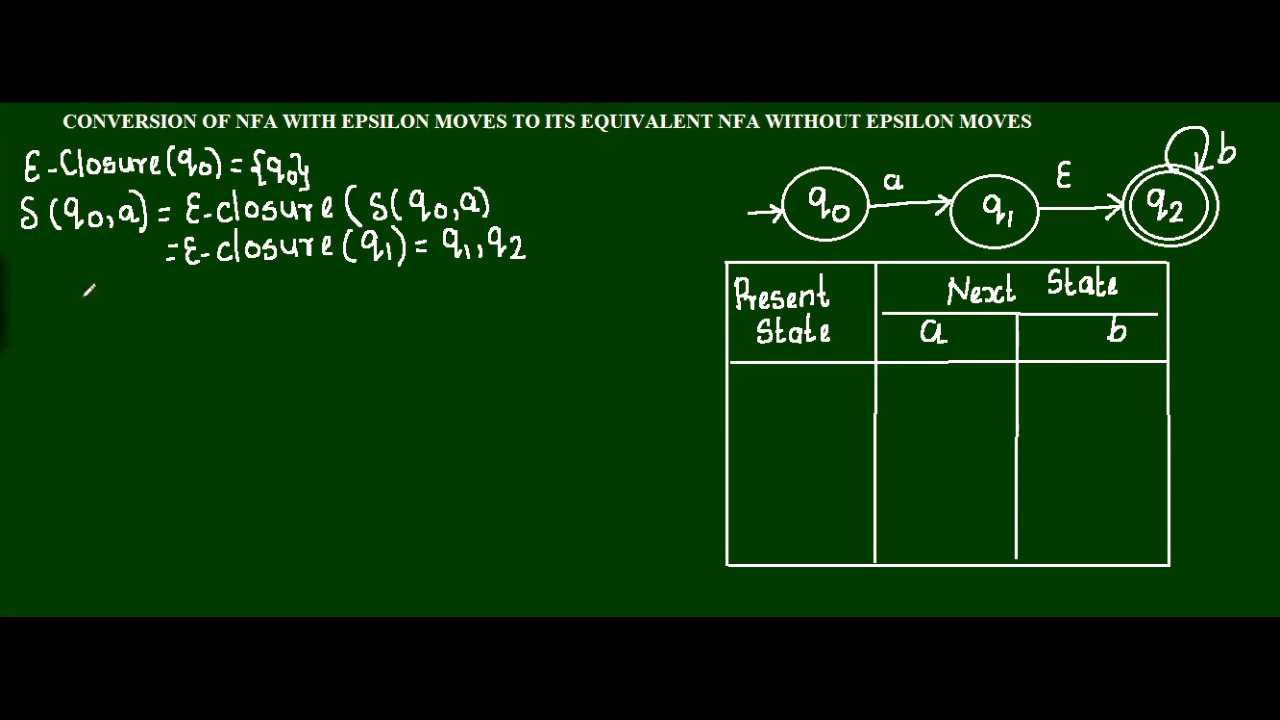 CONVERSION OF NFA WITH EPSILON MOVES TO ITS EQUIVALENT NFA WITHOUT EPSILON MOVES
ε-Closure(q0) = {q0}
δ(q0,a) = ε-closure(δ(q0,a)
=ε-closure(q1) = q1,q2
q0 a q1 ε q2 b
Present State
Next State
a b